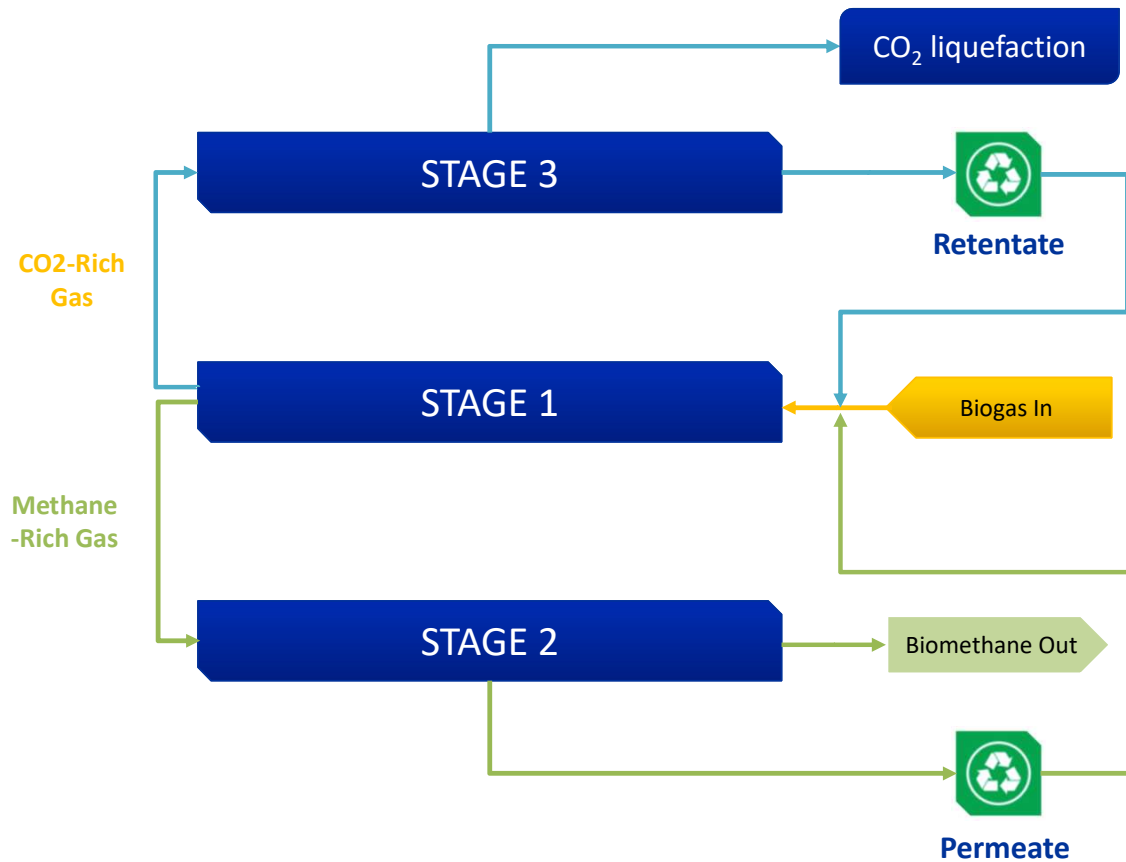 CO₂ liquefaction
STAGE 3
Retentate
CO2-Rich
Gas
STAGE 1
Biogas In
Methane
-Rich Gas
STAGE 2
Biomethane Out
Permeate